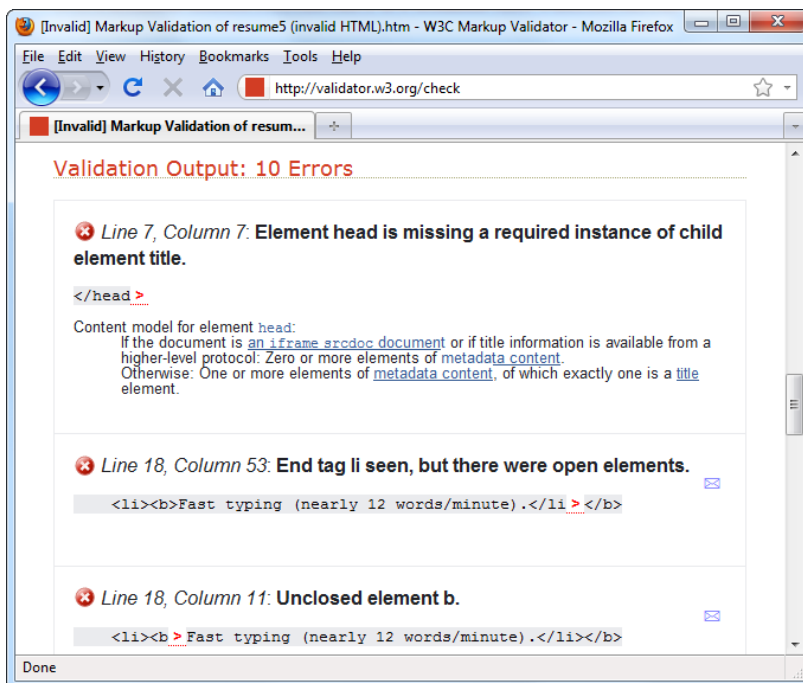 [Invalid] Markup Validation of resume5 (invalid HTML).htm - W3C Markup Validator - Mozilla Firefox
File Edit View History Bookmarks Tools Help
http://validator.w3.org/check
[Invalid] Markup Validation of resum...
Validation Output: 10 Errors
Line 7, Column 7: Element head is missing a required instance of child
element title.
</head>
Content model for element head:
If the document is an iframe srcdoc document or if title information is available from a
higher-level protocol: Zero or more elements of metadata content.
Otherwise: One or more elements of metadata content, of which exactly one is a title
element.
Line 18, Column 53: End tag li seen, but there were open elements.
<li><b>Fast typing (nearly 12 words/minute).</li></b>
Line 18, Column 11: Unclosed element b.
<li><b>Fast typing (nearly 12 words/minute).</li></b>
Done